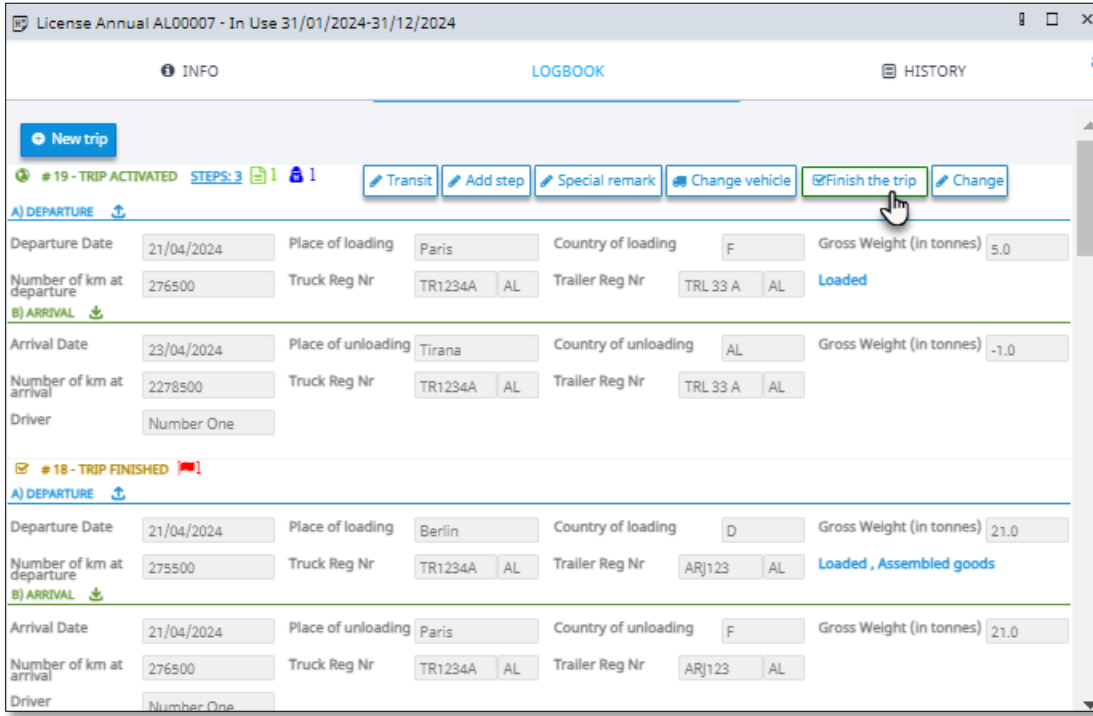 License Annual AL00007 - In Use 31/01/2024-31/12/2024
INFO LOGBOOK HISTORY
New trip
#19 - TRIP ACTIVATED STEPS: 3 1 1 Transit Add step Special remark Change vehicle Finish the trip Change
A) DEPARTURE
Departure Date 21/04/2024 Place of loading Paris Country of loading F Gross Weight (in tonnes) 5.0
Number of km at departure 276500 Truck Reg Nr TR1234A AL Trailer Reg Nr TRL 33 A AL Loaded
B) ARRIVAL
Arrival Date 23/04/2024 Place of unloading Tirana Country of unloading AL Gross Weight (in tonnes) -1.0
Number of km at arrival 2278500 Truck Reg Nr TR1234A AL Trailer Reg Nr TRL 33 A AL
Driver Number One
#18 - TRIP FINISHED 1
A) DEPARTURE
Departure Date 21/04/2024 Place of loading Berlin Country of loading D Gross Weight (in tonnes) 21.0
Number of km at departure 275500 Truck Reg Nr TR1234A AL Trailer Reg Nr ARJ123 AL Loaded , Assembled goods
B) ARRIVAL
Arrival Date 21/04/2024 Place of unloading Paris Country of unloading F Gross Weight (in tonnes) 21.0
Number of km at arrival 276500 Truck Reg Nr TR1234A AL Trailer Reg Nr ARJ123 AL
Driver Number One